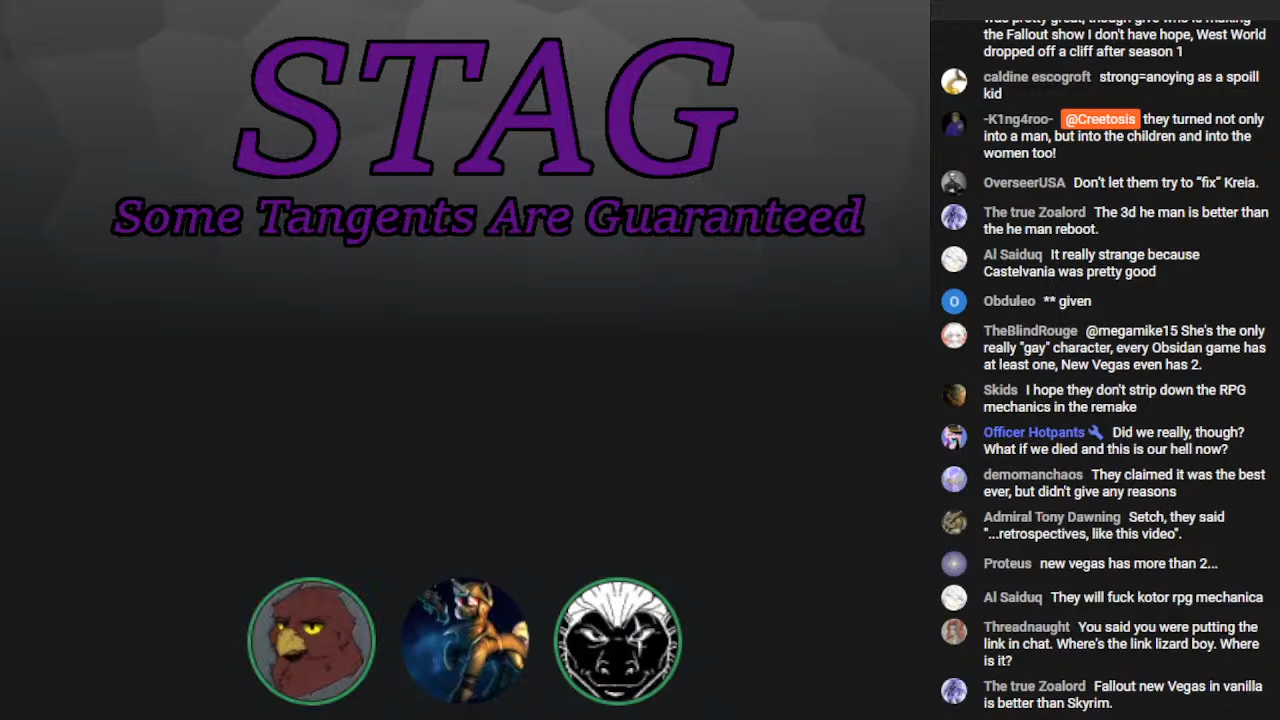 STAG
Some Tangents Are Guaranteed
was pretty great, though give who is making
the Fallout show I don't have hope, West World
dropped off a cliff after season 1
caldine escogroft strong=anoying as a spoill
kid
-K1ng4roo- @Creetosis they turned not only
into a man, but into the children and into the
women too!
OverseerUSA Don't let them try to “fix” Kreia.
The true Zoalord The 3d he man is better than
the he man reboot.
Al Saiduq It really strange because
Castelvania was pretty good
O Obduleo ** given
TheBlindRouge @megamike15 She's the only
really "gay" character, every Obsidan game has
at least one, New Vegas even has 2.
Skids I hope they don't strip down the RPG
mechanics in the remake
Officer Hotpants Did we really, though?
What if we died and this is our hell now?
demomanchaos They claimed it was the best
ever, but didn't give any reasons
Admiral Tony Dawning Setch, they said
"...retrospectives, like this video".
Proteus new vegas has more than 2...
Al Saiduq They will fuck kotor rpg mechanica
Threadnaught You said you were putting the
link in chat. Where's the link lizard boy. Where
is it?
The true Zoalord Fallout new Vegas in vanilla
is better than Skyrim.